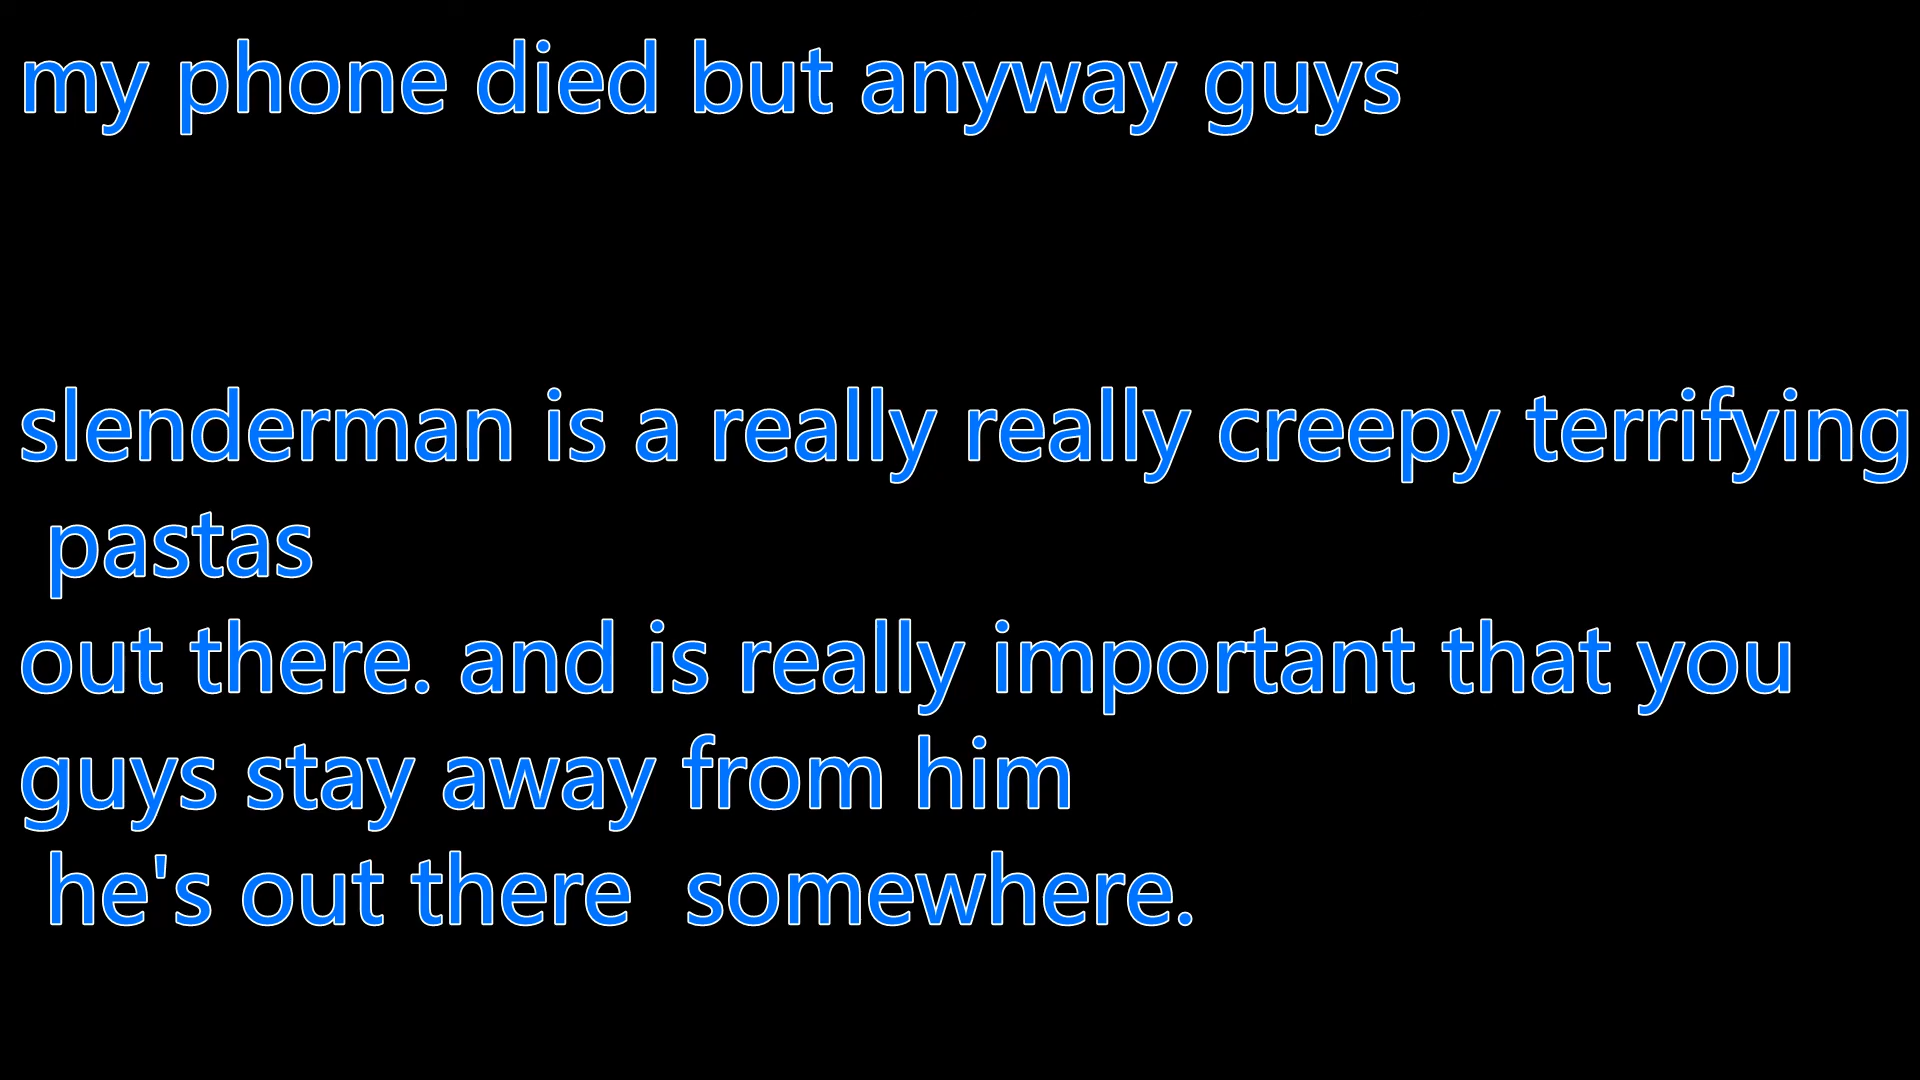 my phone died but anyway guys
slenderman is a really really creepy terrifying
pastas
out there. and is really important that you
guys stay away from him
he's out there  somewhere.